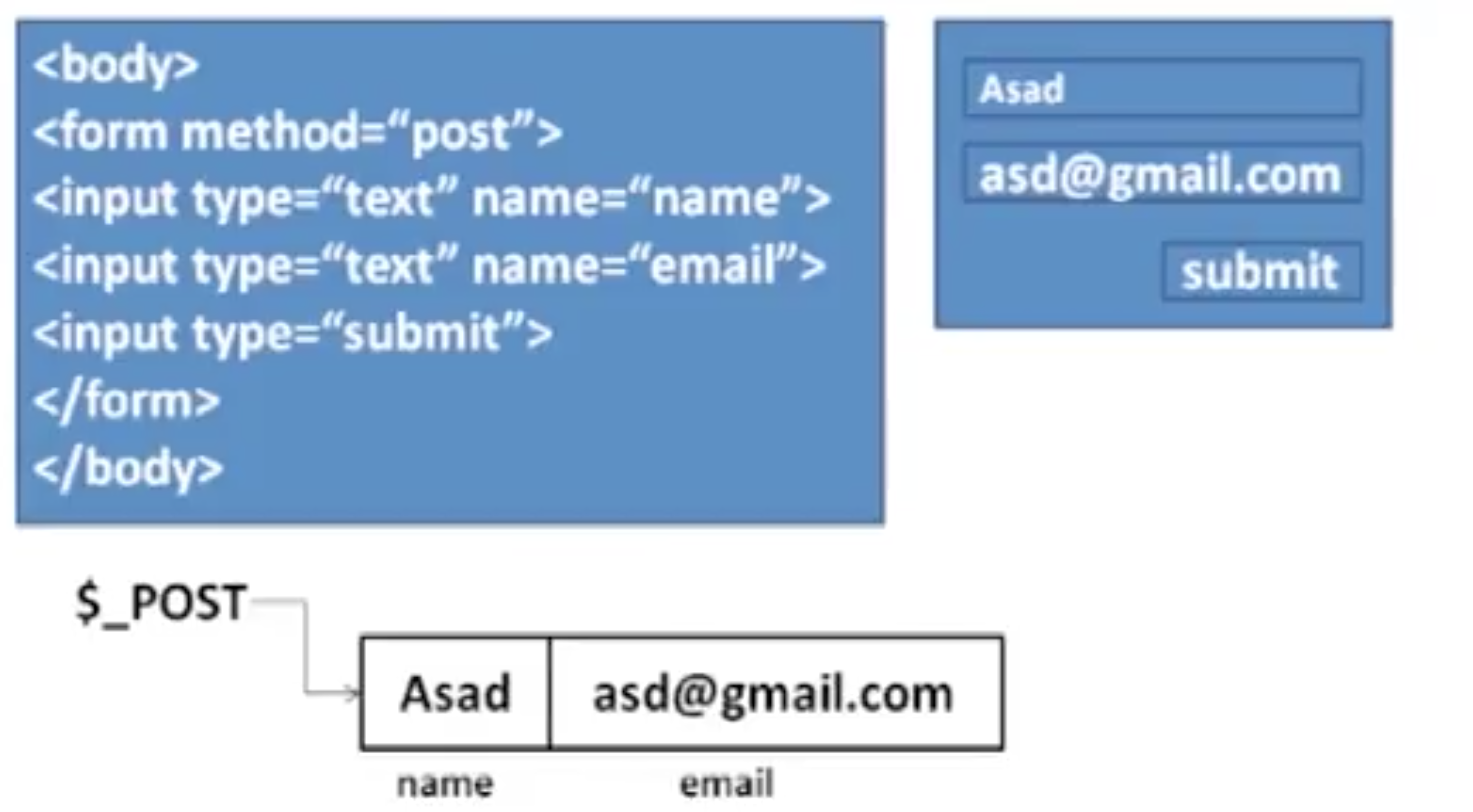 <body>
<form method=“post”>
<input type=“text” name=“name”>
<input type=“text” name=“email”>
<input type=“submit”>
</form>
</body>
Asad
asd@gmail.com
submit
$_POST
Asad asd@gmail.com
name email